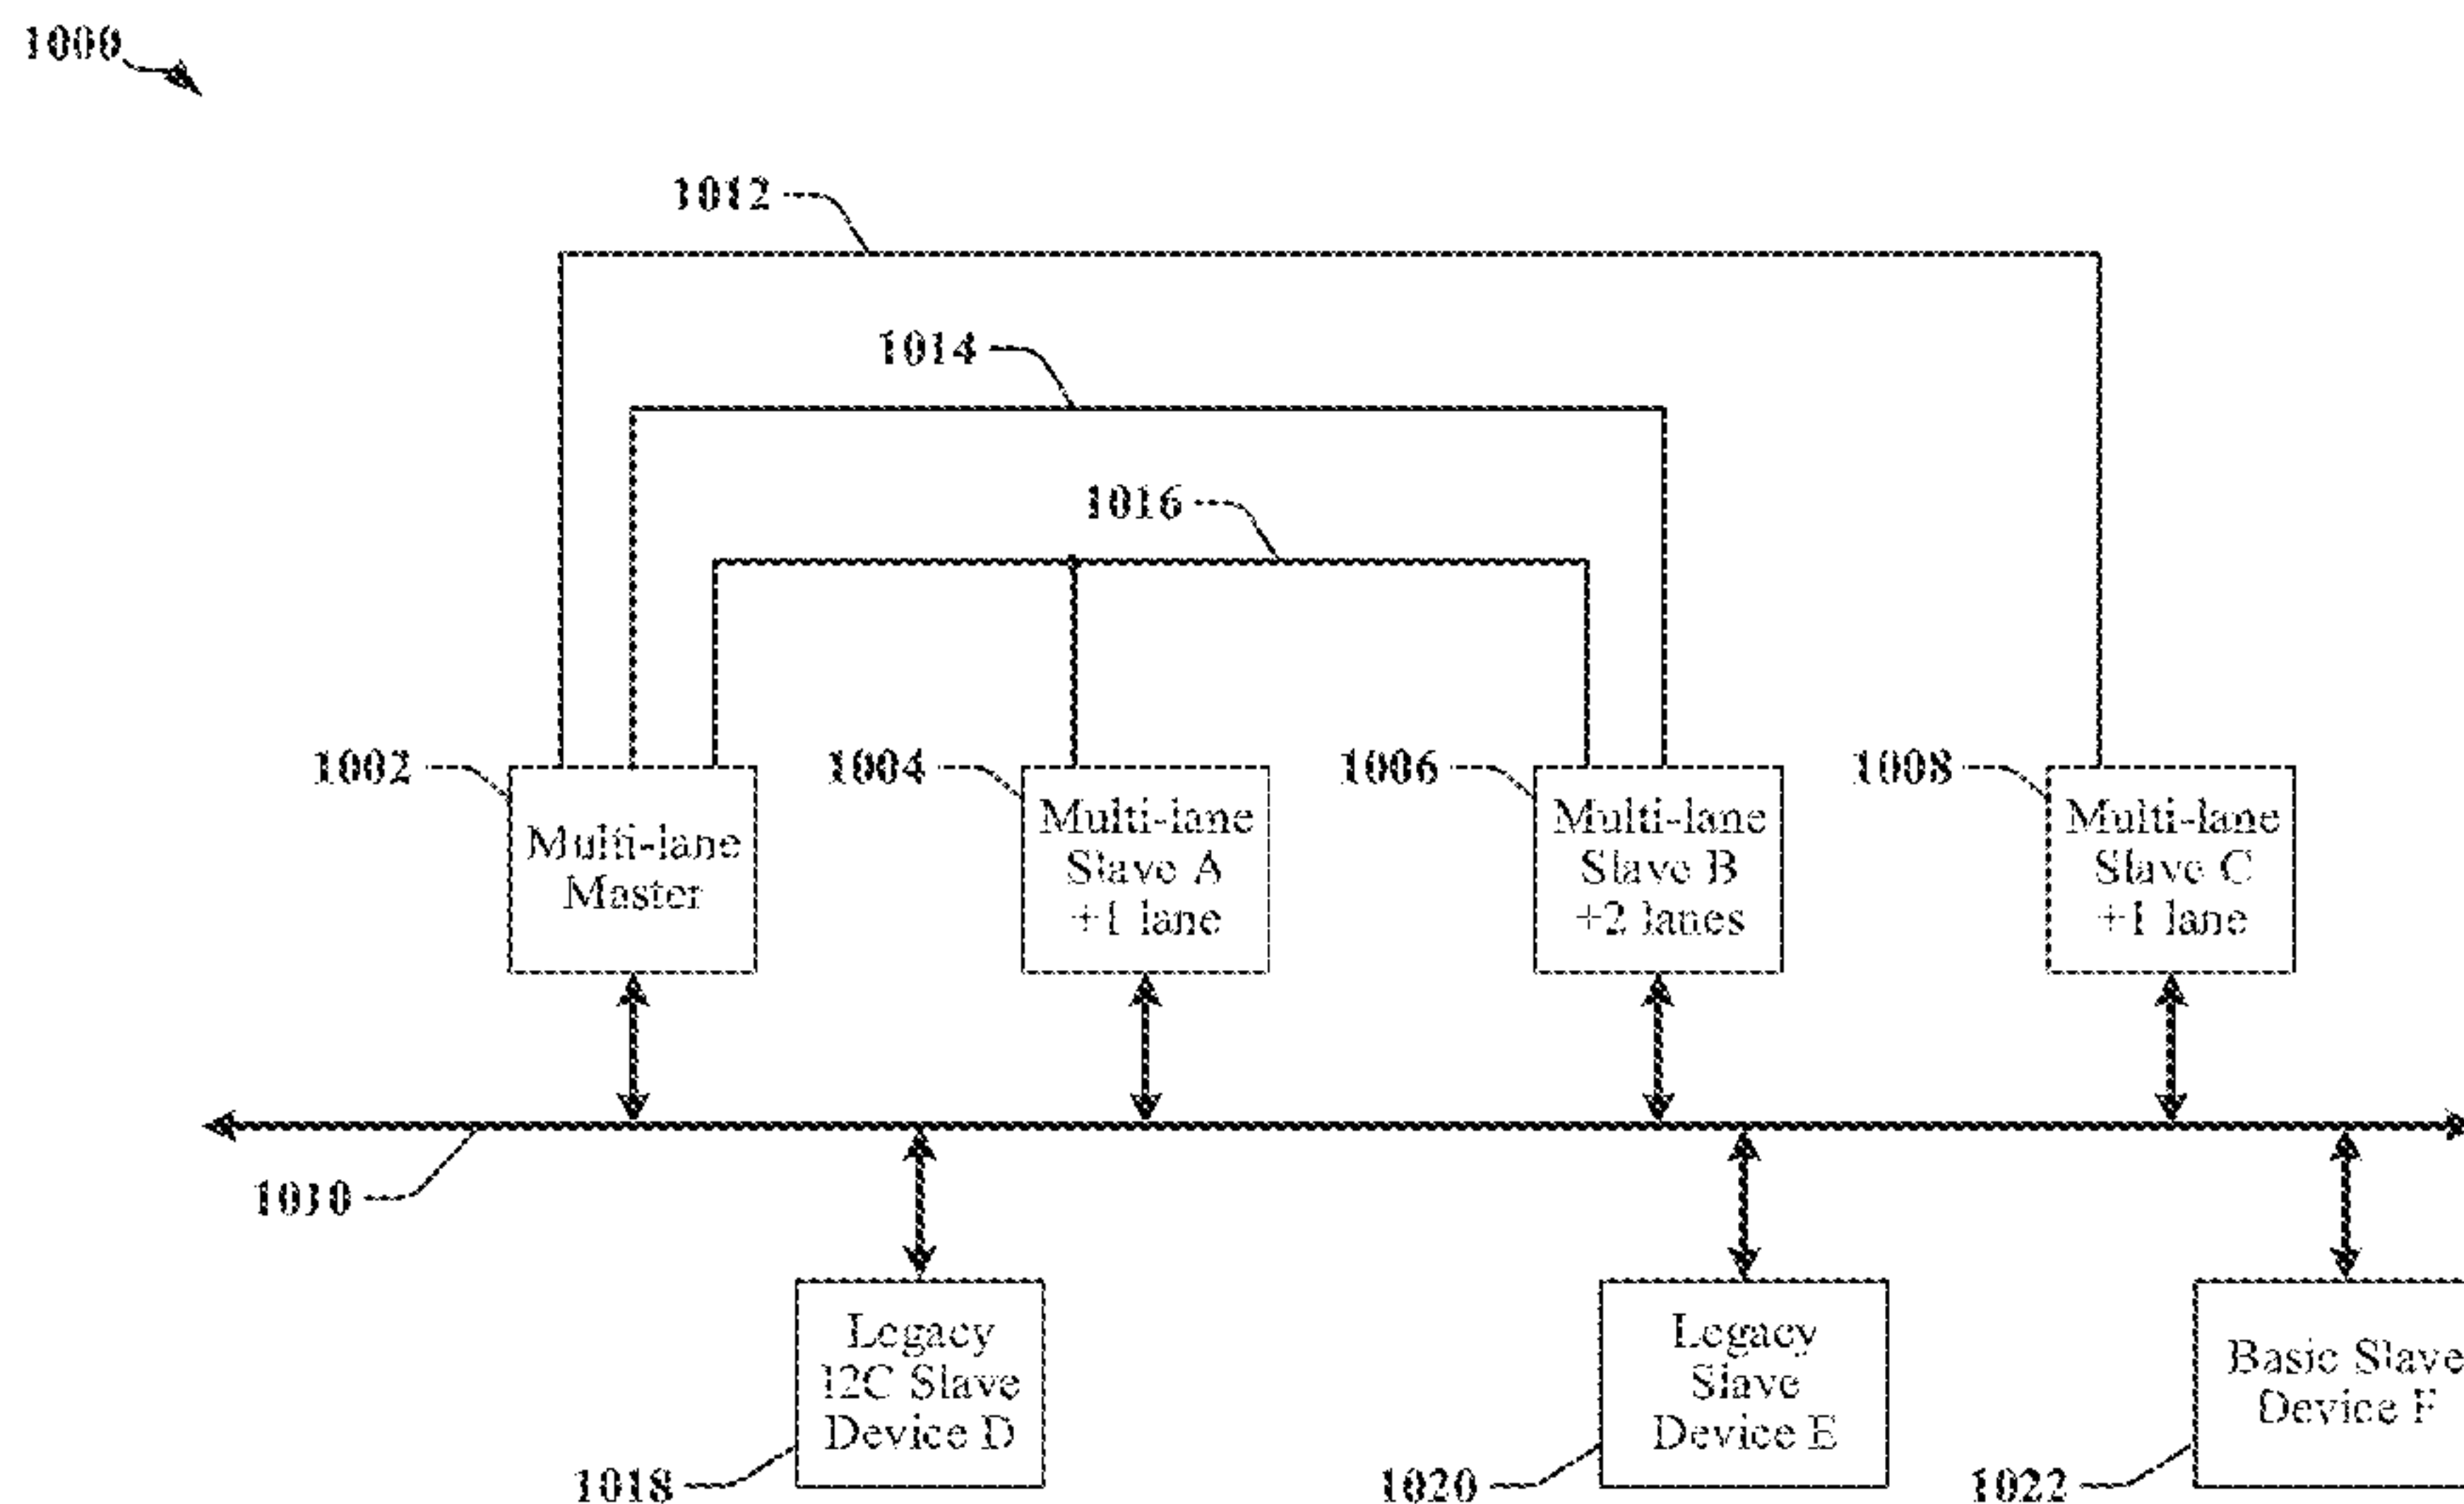 1000
1012
1014
1016
1002
1004
1006
1008
Multi-lane
Master
Multi-lane
Slave A
+1 lane
Multi-lane
Slave B
+2 lanes
Multi-lane
Slave C
+1 lane
1010
Legacy
I2C Slave
Device D
Legacy
Slave
Device E
Basic Slave
Device F
1018
1020
1022